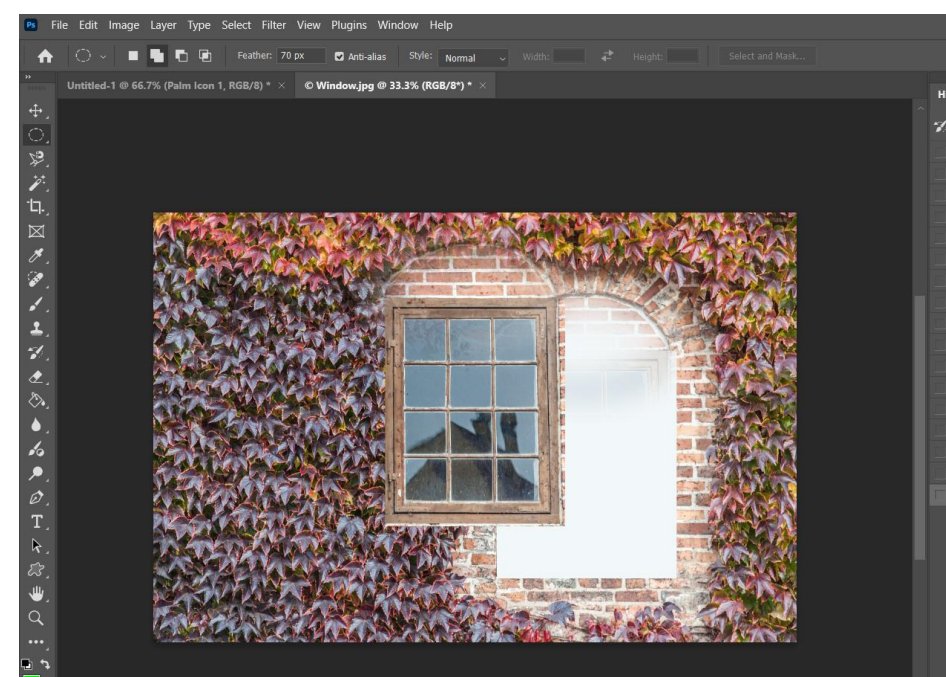 Ps File Edit Image Layer Type Select Filter View Plugins Window Help
Feather: 70 px Anti-alias Style: Normal Width: Height: Select and Mask...
Untitled-1 @ 66.7% (Palm Icon 1, RGB/8) * × © Window.jpg @ 33.3% (RGB/8*) * ×
H
T